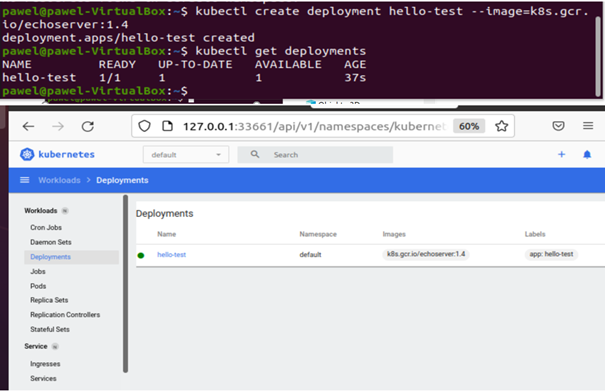 pawel@pawel-VirtualBox:~$ kubectl create deployment hello-test --image=k8s.gcr.
io/echoserver:1.4
deployment.apps/hello-test created
pawel@pawel-VirtualBox:~$ kubectl get deployments
NAME READY UP-TO-DATE AVAILABLE AGE
hello-test 1/1 1 1 37s
pawel@pawel-VirtualBox:~$
127.0.0.1:33661/api/v1/namespaces/kubernet 60%
kubernetes default Search
Workloads > Deployments
Workloads N
Cron Jobs
Daemon Sets
Deployments
Jobs
Pods
Replica Sets
Replication Controllers
Stateful Sets
Service N
Ingresses
Services
Deployments
Name Namespace Images Labels
hello-test default k8s.gcr.io/echoserver:1.4 app: hello-test